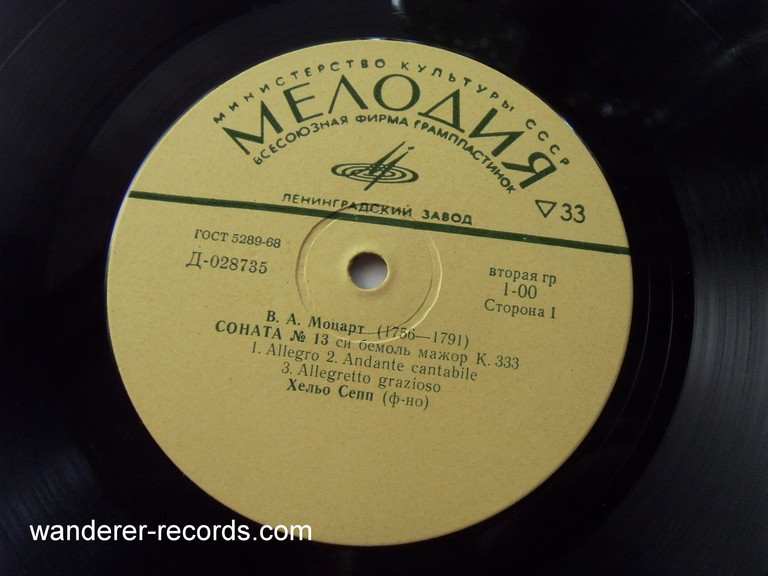 МИНИСТЕРСТВО КУЛЬТУРЫ СССР
МЕЛОДИЯ
ВСЕСОЮЗНАЯ ФИРМА ГРАМПЛАСТИНОК
ЛЕНИНГРАДСКИЙ ЗАВОД
33
ГОСТ 5289-68
Д-028735
вторая гр
1-00
Сторона 1
В. А. Моцарт (1756—1791)
СОНАТА № 13 си бемоль мажор К. 333
1. Allegro 2. Andante cantabile
3. Allegretto grazioso
Хельо Сепп (ф-но)
wanderer-records.com